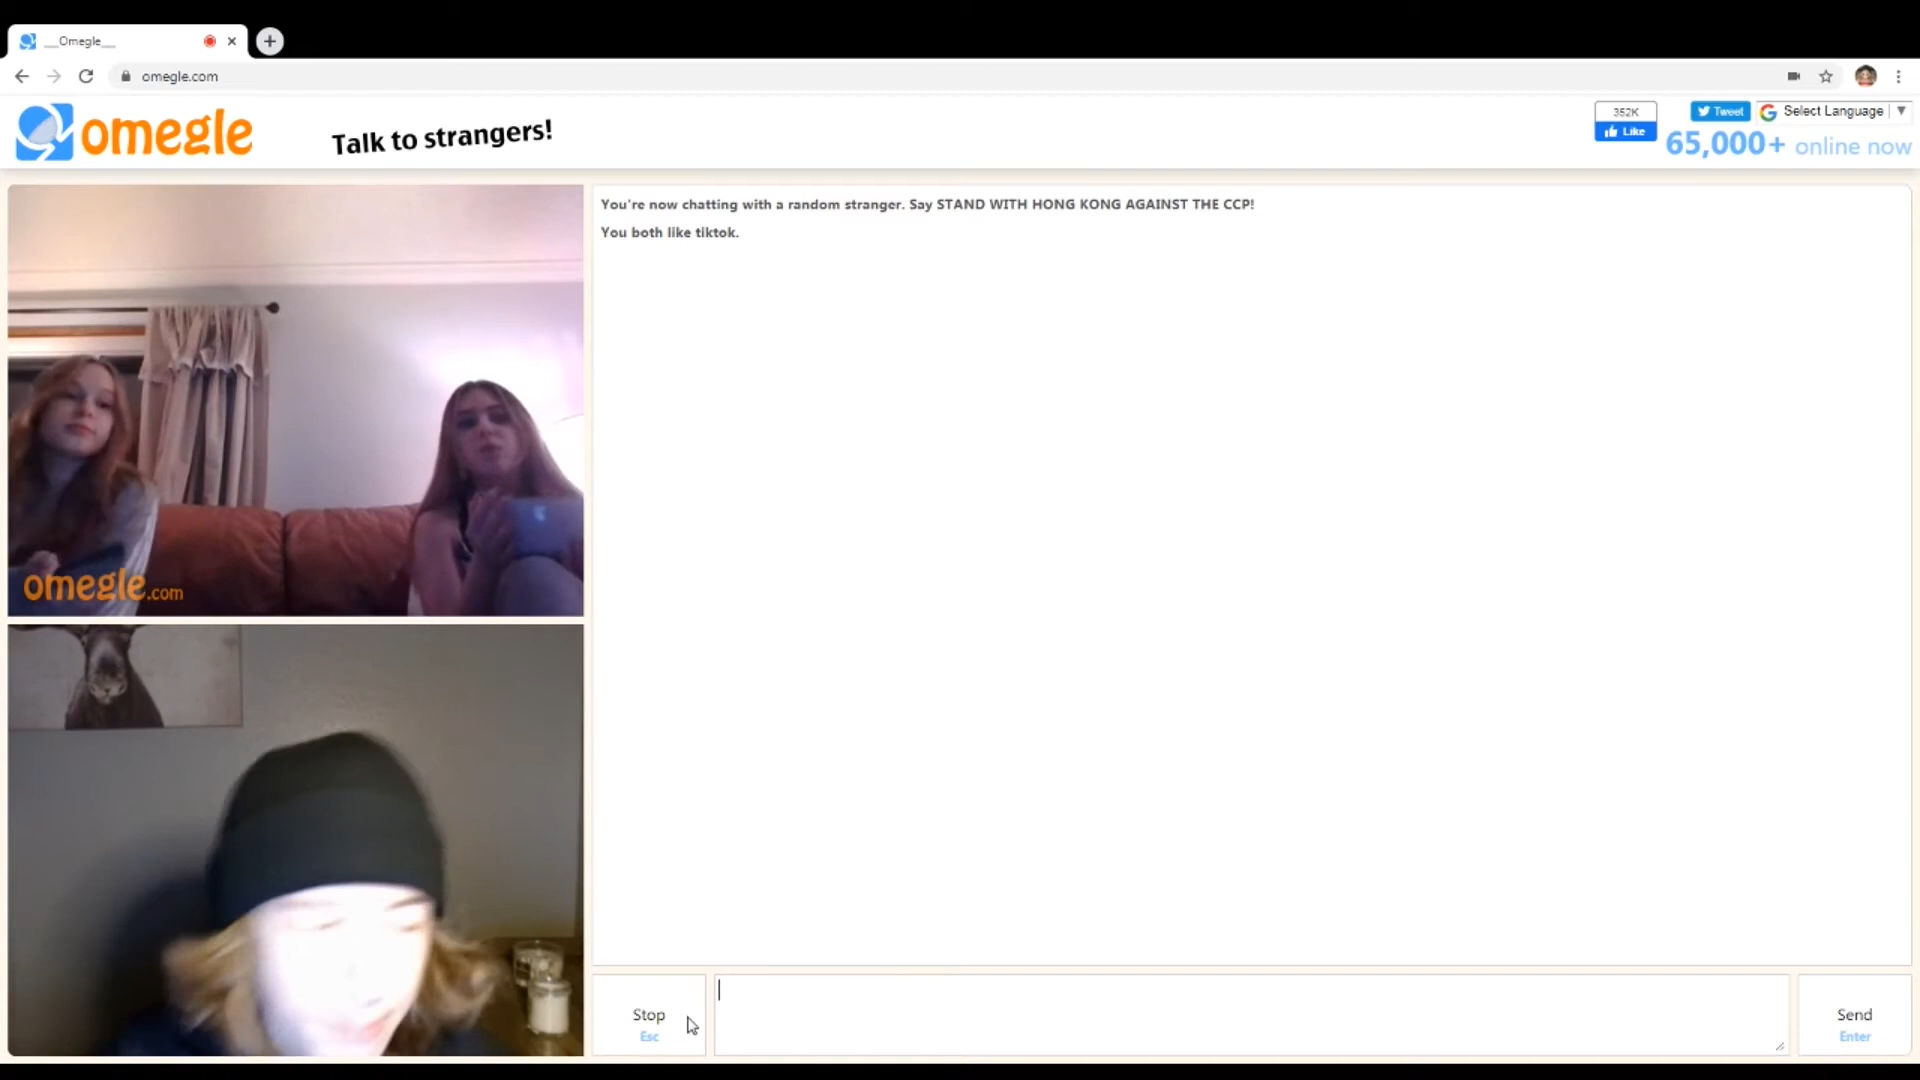 __Omegle__
omegle.com
omegle
Talk to strangers!
352K
Like
Tweet
Select Language
65,000+ online now
You're now chatting with a random stranger. Say STAND WITH HONG KONG AGAINST THE CCP!
You both like tiktok.
omegle.com
Stop
Esc
Send
Enter